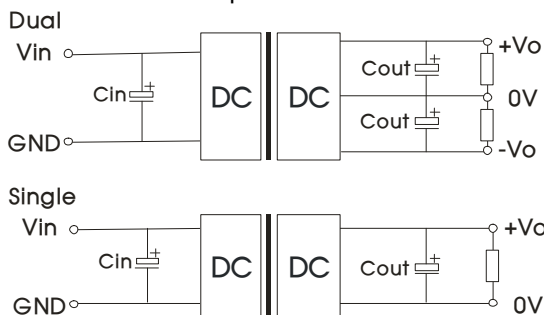 Dual
Vin
+Vo
Cout
+
Cin
+
DC
DC
0V
Cout
+
GND
-Vo
Single
Vin
+Vo
Cin
+
DC
DC
Cout
+
GND
0V